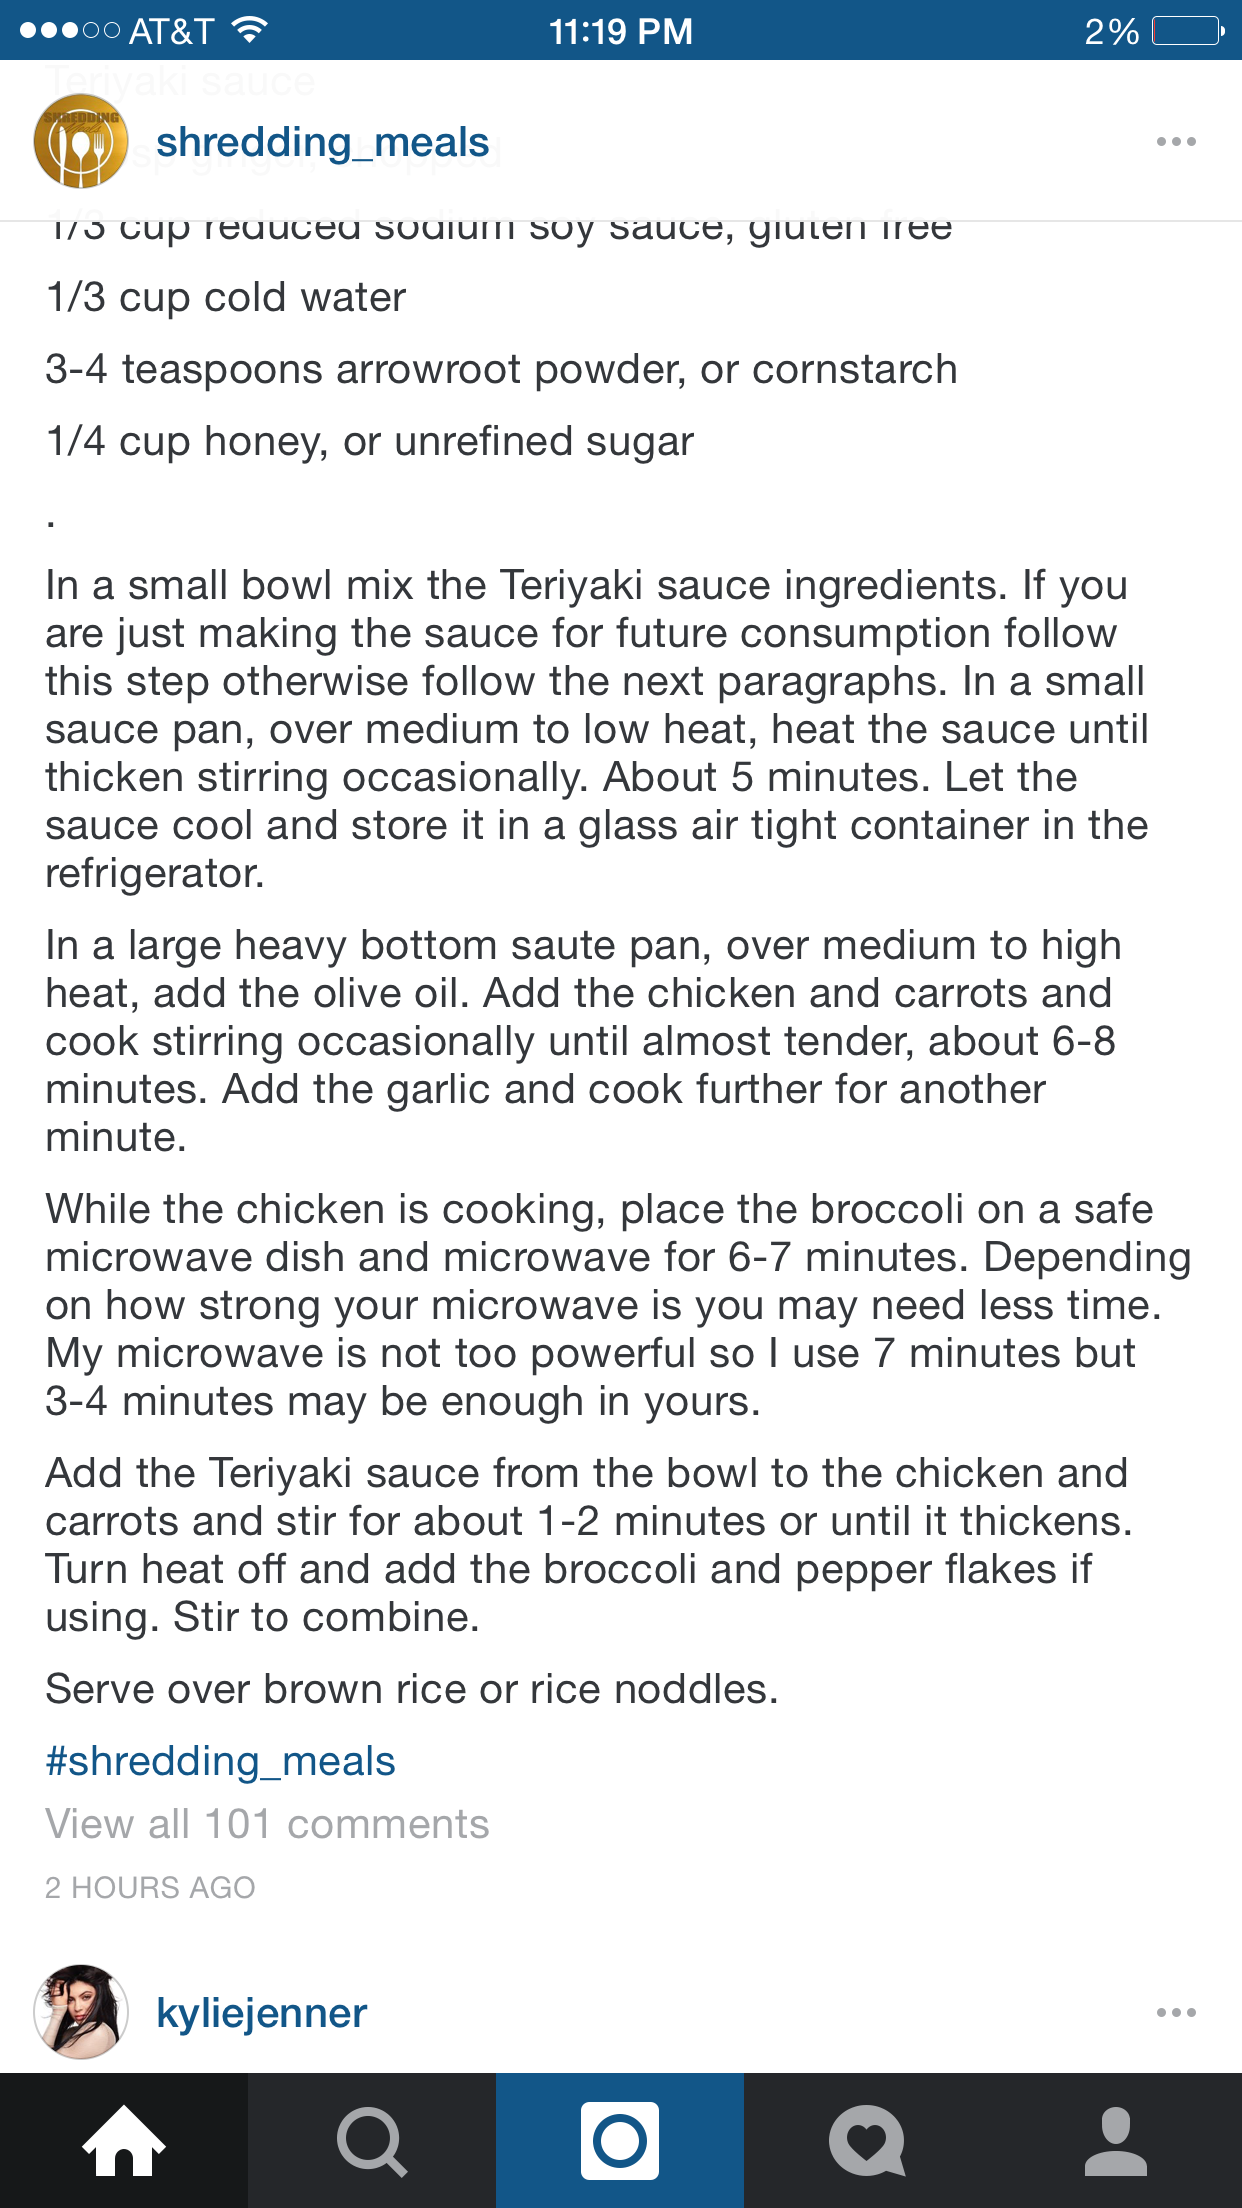 AT&T 11:19 PM 2%
Teriyaki sauce
SHREDDING
shredding_meals
ginger, chopped
1/3 cup reduced sodium soy sauce, gluten free
1/3 cup cold water
3-4 teaspoons arrowroot powder, or cornstarch
1/4 cup honey, or unrefined sugar
.
In a small bowl mix the Teriyaki sauce ingredients. If you
are just making the sauce for future consumption follow
this step otherwise follow the next paragraphs. In a small
sauce pan, over medium to low heat, heat the sauce until
thicken stirring occasionally. About 5 minutes. Let the
sauce cool and store it in a glass air tight container in the
refrigerator.
In a large heavy bottom saute pan, over medium to high
heat, add the olive oil. Add the chicken and carrots and
cook stirring occasionally until almost tender, about 6-8
minutes. Add the garlic and cook further for another
minute.
While the chicken is cooking, place the broccoli on a safe
microwave dish and microwave for 6-7 minutes. Depending
on how strong your microwave is you may need less time.
My microwave is not too powerful so I use 7 minutes but
3-4 minutes may be enough in yours.
Add the Teriyaki sauce from the bowl to the chicken and
carrots and stir for about 1-2 minutes or until it thickens.
Turn heat off and add the broccoli and pepper flakes if
using. Stir to combine.
Serve over brown rice or rice noddles.
#shredding_meals
View all 101 comments
2 HOURS AGO
kyliejenner